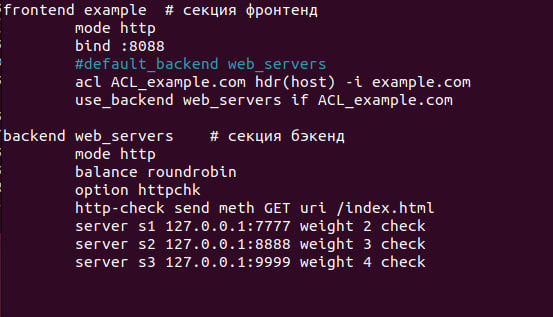 frontend example  # секция фронтенд
        mode http
        bind :8088
        #default_backend web_servers
        acl ACL_example.com hdr(host) -i example.com
        use_backend web_servers if ACL_example.com

backend web_servers    # секция бэкенд
        mode http
        balance roundrobin
        option httpchk
        http-check send meth GET uri /index.html
        server s1 127.0.0.1:7777 weight 2 check
        server s2 127.0.0.1:8888 weight 3 check
        server s3 127.0.0.1:9999 weight 4 check